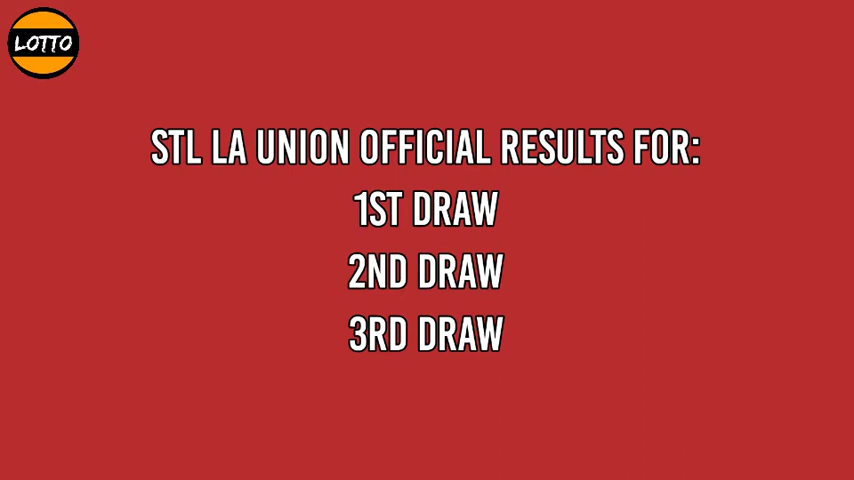 LOTTO
STL LA UNION OFFICIAL RESULTS FOR:
1ST DRAW
2ND DRAW
3RD DRAW